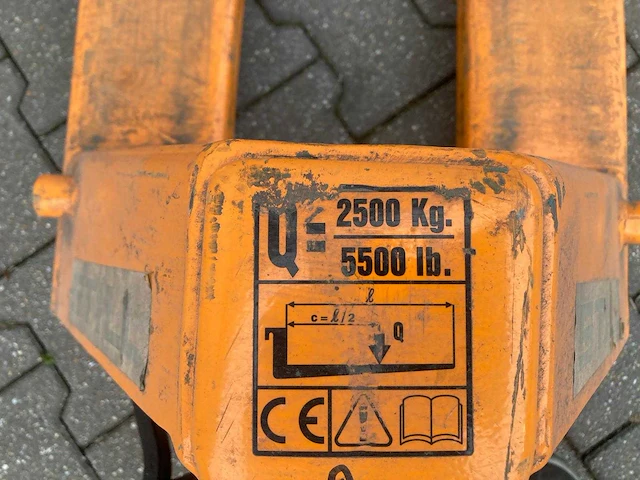 Q = 2500 Kg.
5500 lb.
ℓ
c = ℓ/2
Q
CE